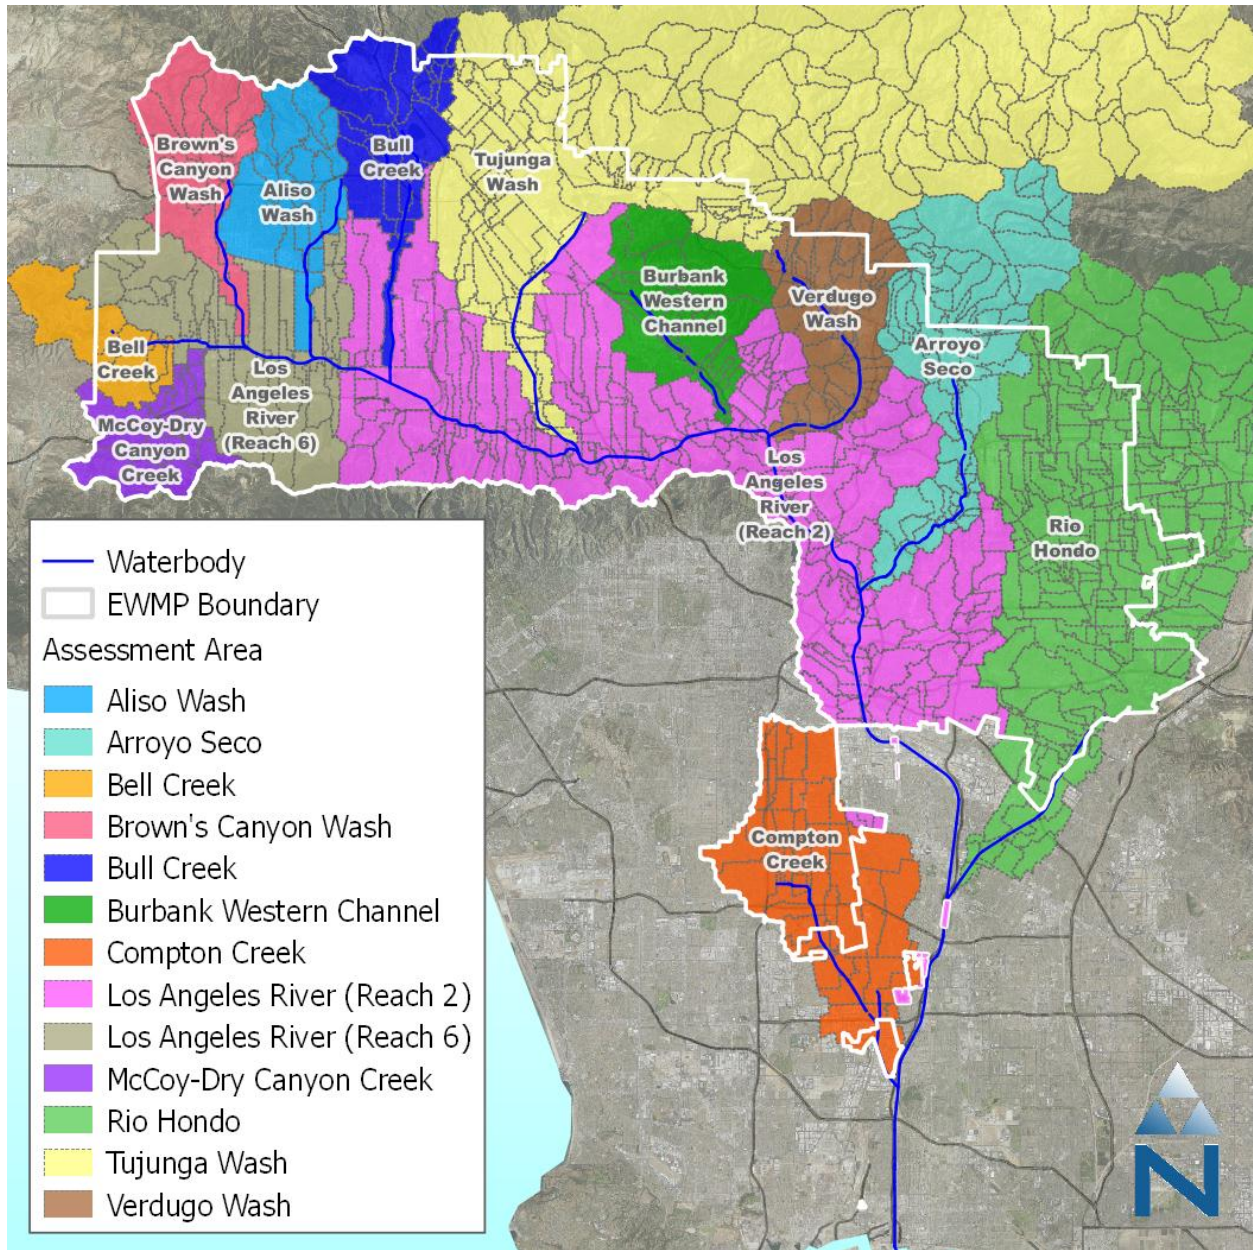 Brown's
Canyon
Wash
Aliso
Wash
Bull
Creek
Tujunga
Wash
Burbank
Western
Channel
Verdugo
Wash
Arroyo
Seco
Bell
Creek
Los
Angeles
River
(Reach 6)
McCoy-Dry
Canyon
Creek
Los
Angeles
River
(Reach 2)
Rio
Hondo
Compton
Creek
Waterbody
EWMP Boundary
Assessment Area
Aliso Wash
Arroyo Seco
Bell Creek
Brown's Canyon Wash
Bull Creek
Burbank Western Channel
Compton Creek
Los Angeles River (Reach 2)
Los Angeles River (Reach 6)
McCoy-Dry Canyon Creek
Rio Hondo
Tujunga Wash
Verdugo Wash
N